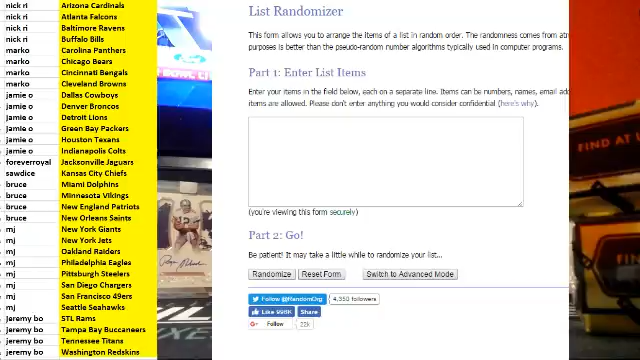 nick ri Arizona Cardinals
nick ri Atlanta Falcons
nick ri Baltimore Ravens
nick ri Buffalo Bills
marko Carolina Panthers
marko Chicago Bears
marko Cincinnati Bengals
marko Cleveland Browns
jamie o Dallas Cowboys
jamie o Denver Broncos
jamie o Detroit Lions
jamie o Green Bay Packers
jamie o Houston Texans
jamie o Indianapolis Colts
foreverroyal Jacksonville Jaguars
sawdice Kansas City Chiefs
bruce Miami Dolphins
bruce Minnesota Vikings
bruce New England Patriots
bruce New Orleans Saints
mj New York Giants
mj New York Jets
mj Oakland Raiders
mj Philadelphia Eagles
mj Pittsburgh Steelers
mj San Diego Chargers
mj San Francisco 49ers
mj Seattle Seahawks
jeremy bo STL Rams
jeremy bo Tampa Bay Buccaneers
jeremy bo Tennessee Titans
jeremy bo Washington Redskins
List Randomizer
This form allows you to arrange the items of a list in random order. The randomness comes from atm
purposes is better than the pseudo-random number algorithms typically used in computer programs.
Part 1: Enter List Items
Enter your items in the field below, each on a separate line. Items can be numbers, names, email add
items are allowed. Please don't enter anything you would consider confidential (here's why).
(you're viewing this form securely)
Part 2: Go!
Be patient! It may take a little while to randomize your list...
Randomize Reset Form Switch to Advanced Mode
Follow @RandomOrg 4,350 followers
Like 996K Share
Follow 22k
FIND AT